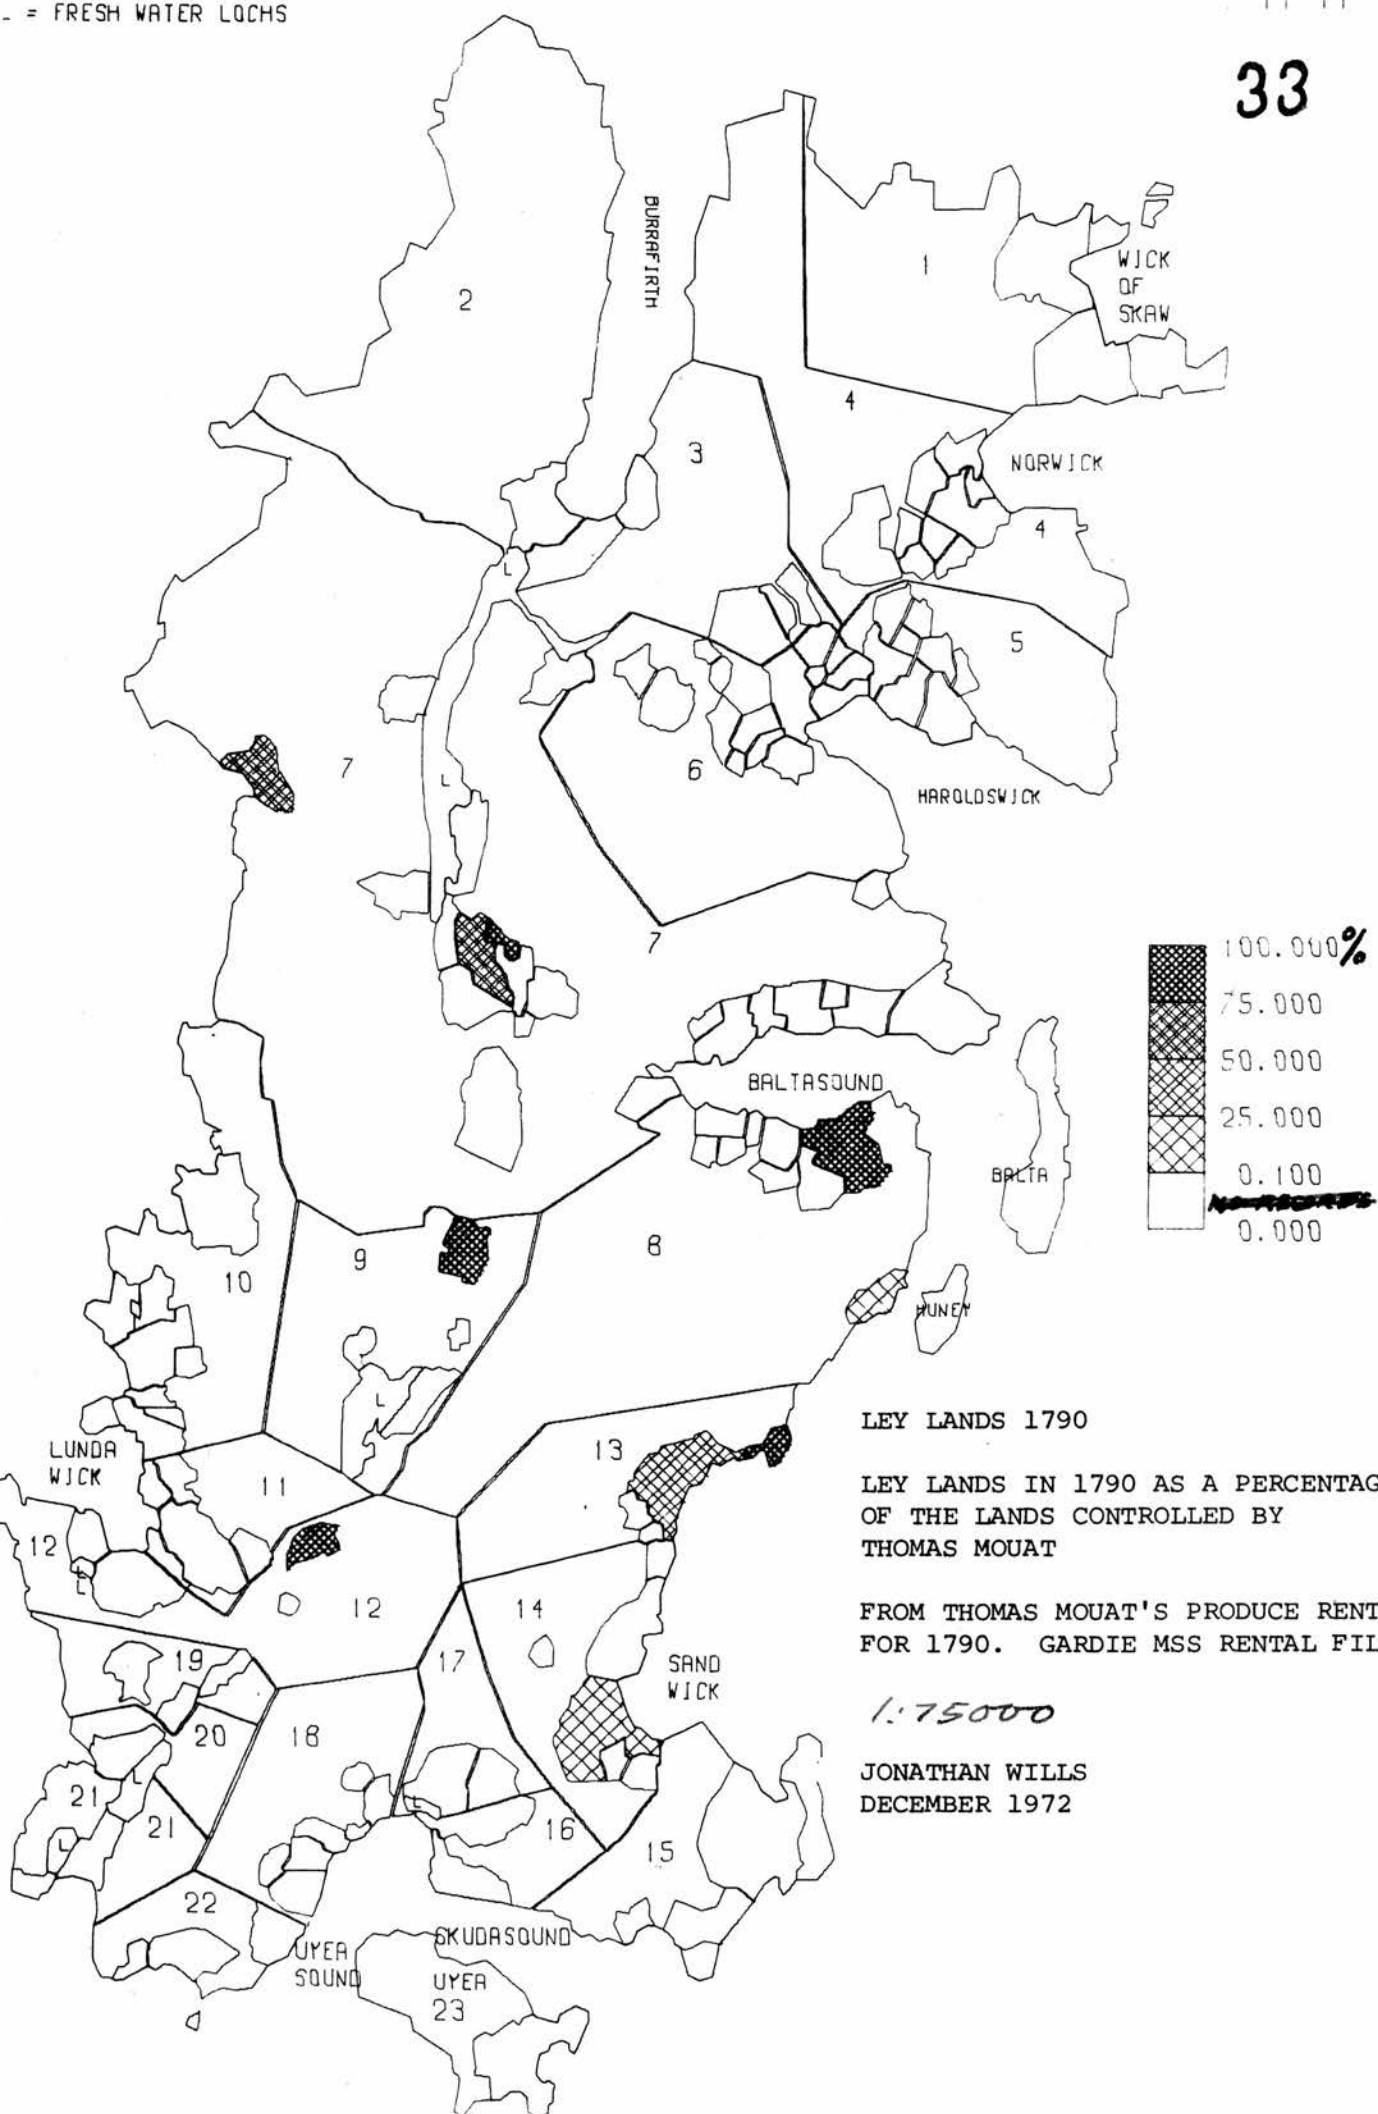 = FRESH WATER LOCHS
33
BURRAFIRTH
1
WICK
OF
SKAW
2
4
3
NORWICK
4
L
5
7
L
6
HAROLDSWICK
7
100.000%
75.000
50.000
25.000
0.100
0.000
BALTASOUND
BALTA
8
9
10
HUNEY
L
LUNDA
WICK
13
11
LEY LANDS 1790
LEY LANDS IN 1790 AS A PERCENTAG
OF THE LANDS CONTROLLED BY
THOMAS MOUAT
12
L
L
12
14
FROM THOMAS MOUAT'S PRODUCE RENT
FOR 1790. GARDIE MSS RENTAL FIL
17
19
SAND
WICK
1:75000
20
18
JONATHAN WILLS
DECEMBER 1972
L
21
21
L
L
16
15
22
SKUDASOUND
UYEA
SOUND
UYEA
23